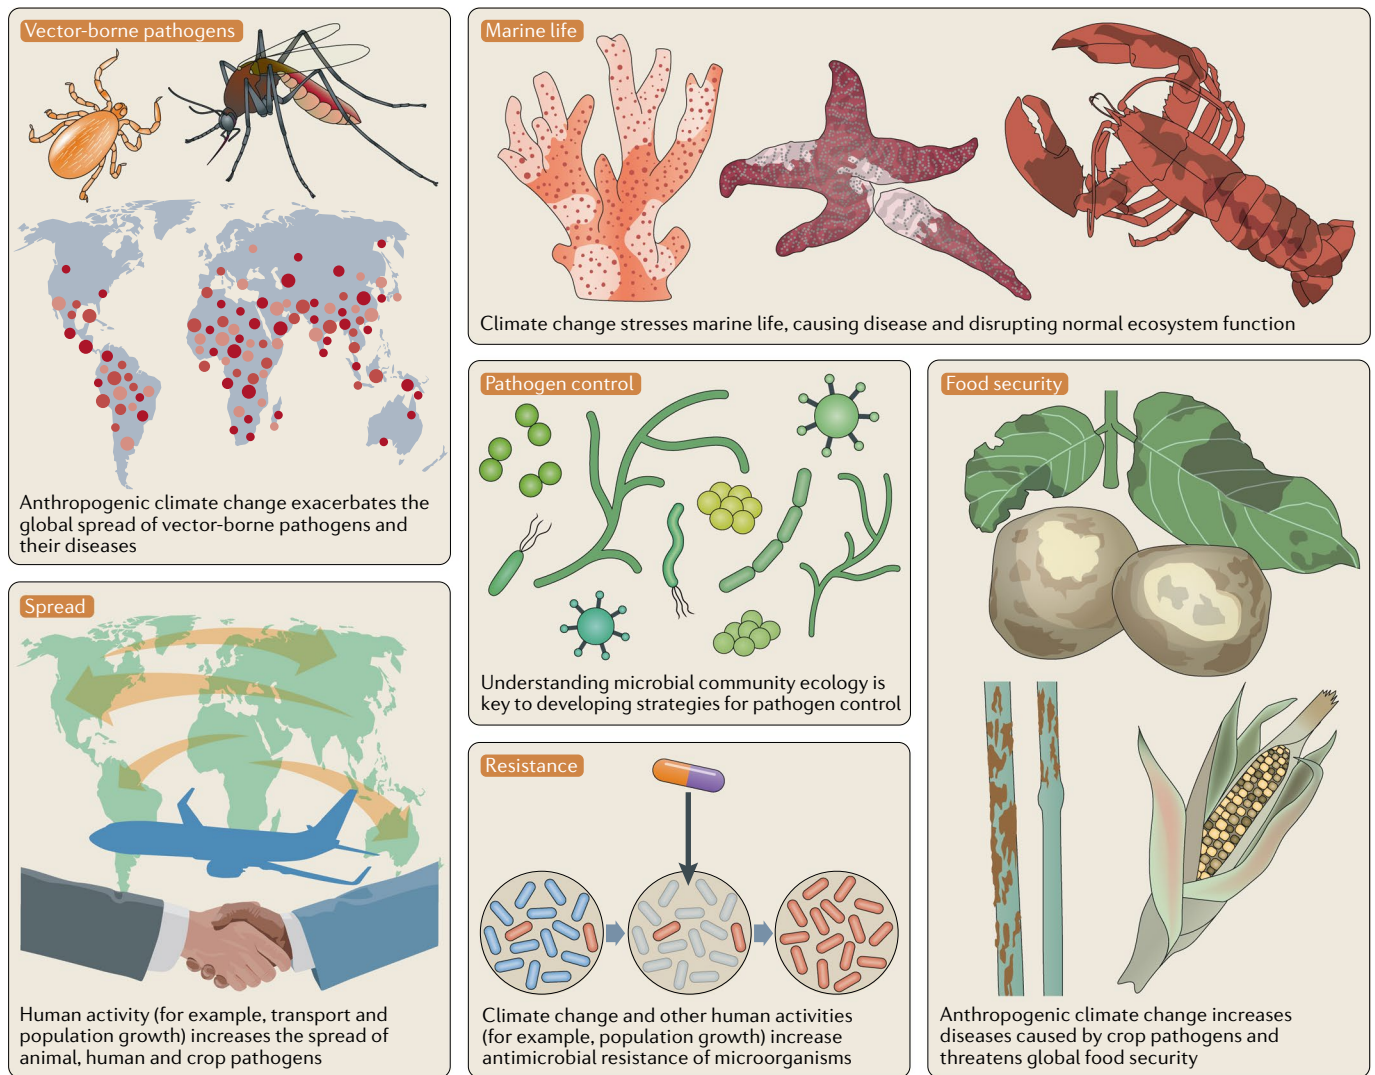 Vector-borne pathogens
Anthropogenic climate change exacerbates the
global spread of vector-borne pathogens and
their diseases
Marine life
Climate change stresses marine life, causing disease and disrupting normal ecosystem function
Pathogen control
Understanding microbial community ecology is
key to developing strategies for pathogen control
Food security
Anthropogenic climate change increases
diseases caused by crop pathogens and
threatens global food security
Spread
Human activity (for example, transport and
population growth) increases the spread of
animal, human and crop pathogens
Resistance
Climate change and other human activities
(for example, population growth) increase
antimicrobial resistance of microorganisms